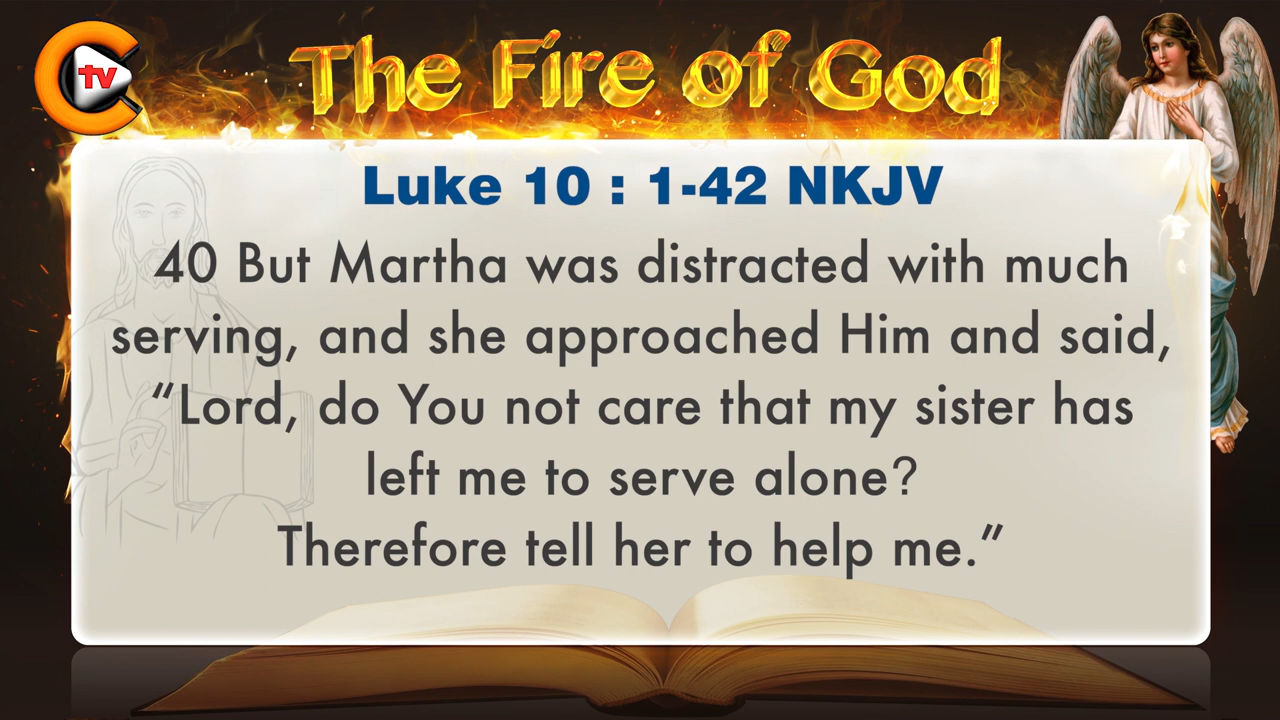 tv
The Fire of God
Luke 10 : 1-42 NKJV
40 But Martha was distracted with much
serving, and she approached Him and said,
“Lord, do You not care that my sister has
left me to serve alone?
Therefore tell her to help me.”